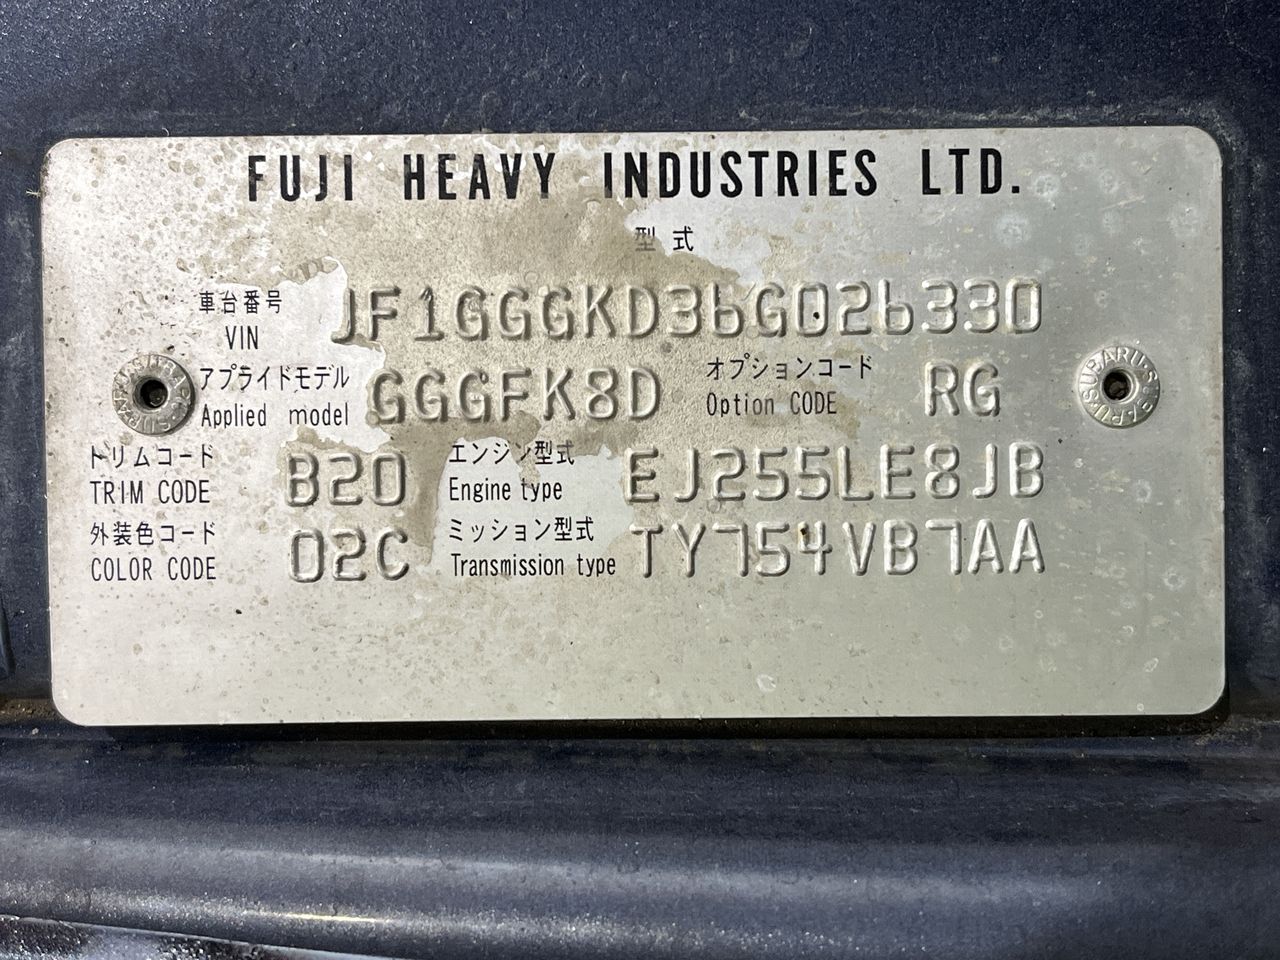 FUJI HEAVY INDUSTRIES LTD.
型式
車台番号
VIN JF1GGGKD36G026330
アプライドモデル
Applied model GGGFK8D
オプションコード
Option CODE RG
トリムコード
TRIM CODE B20
エンジン型式
Engine type EJ255LE8JB
外装色コード
COLOR CODE 02C
ミッション型式
Transmission type TY754VB7AA